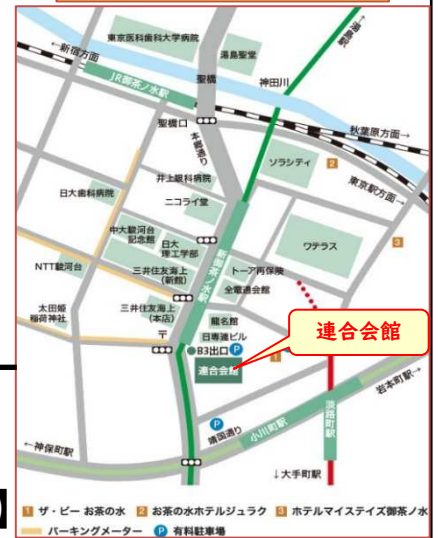 東京医科歯科大学病院
湯島聖堂
←湯島駅
←新宿方面
JR御茶ノ水駅
聖橋
神田川
聖橋口
本郷通り
秋葉原方面→
ソラシティ
2
東京駅方面→
井上眼科病院
日大歯科病院
ニコライ堂
中大駿河台
記念館
日大
理工学部
新御茶ノ水駅
ワテラス
3
NTT駿河台
三井住友海上
(新館)
トーア再保険
全電通会館
太田姫
稲荷神社
三井住友海上
(本店)
龍名館
日専連ビル
〒
B3出口
P
連合会館
1
連合会館
淡路町駅
岩本町駅→
P
靖国通り
小川町駅
←神保町駅
↓大手町駅
1 ザ・ビー お茶の水 2 お茶の水ホテルジュラク 3 ホテルマイステイズ御茶ノ水
パーキングメーター P 有料駐車場
)